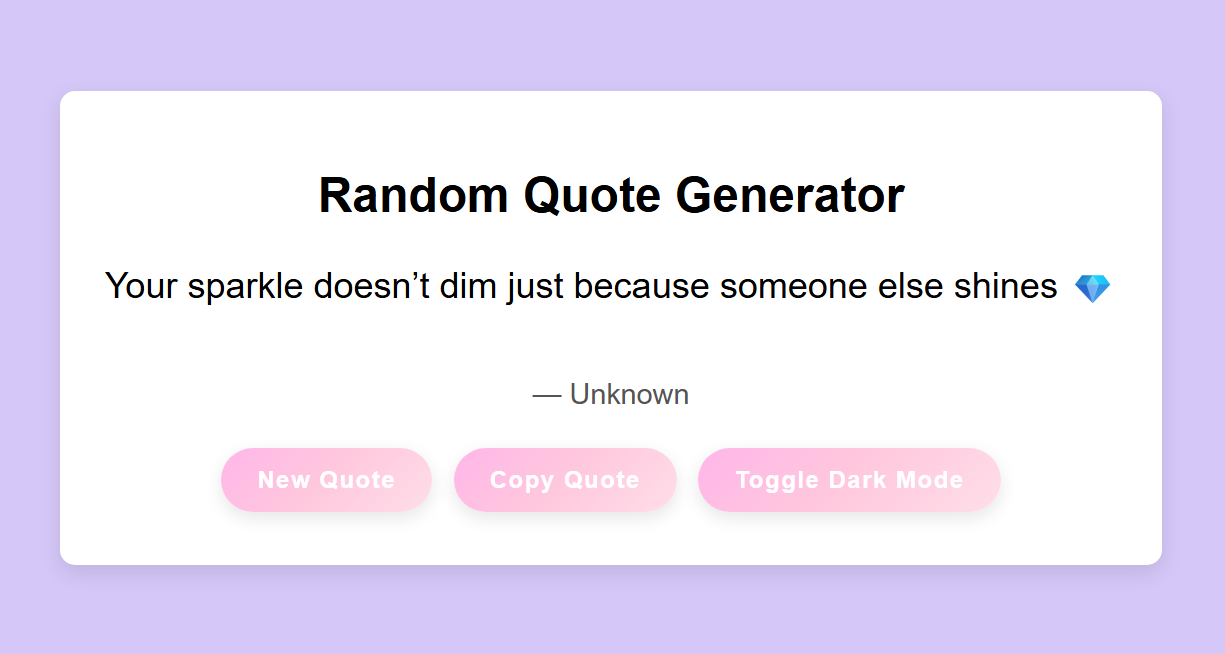 Random Quote Generator
Your sparkle doesn’t dim just because someone else shines 💎
— Unknown
New Quote Copy Quote Toggle Dark Mode